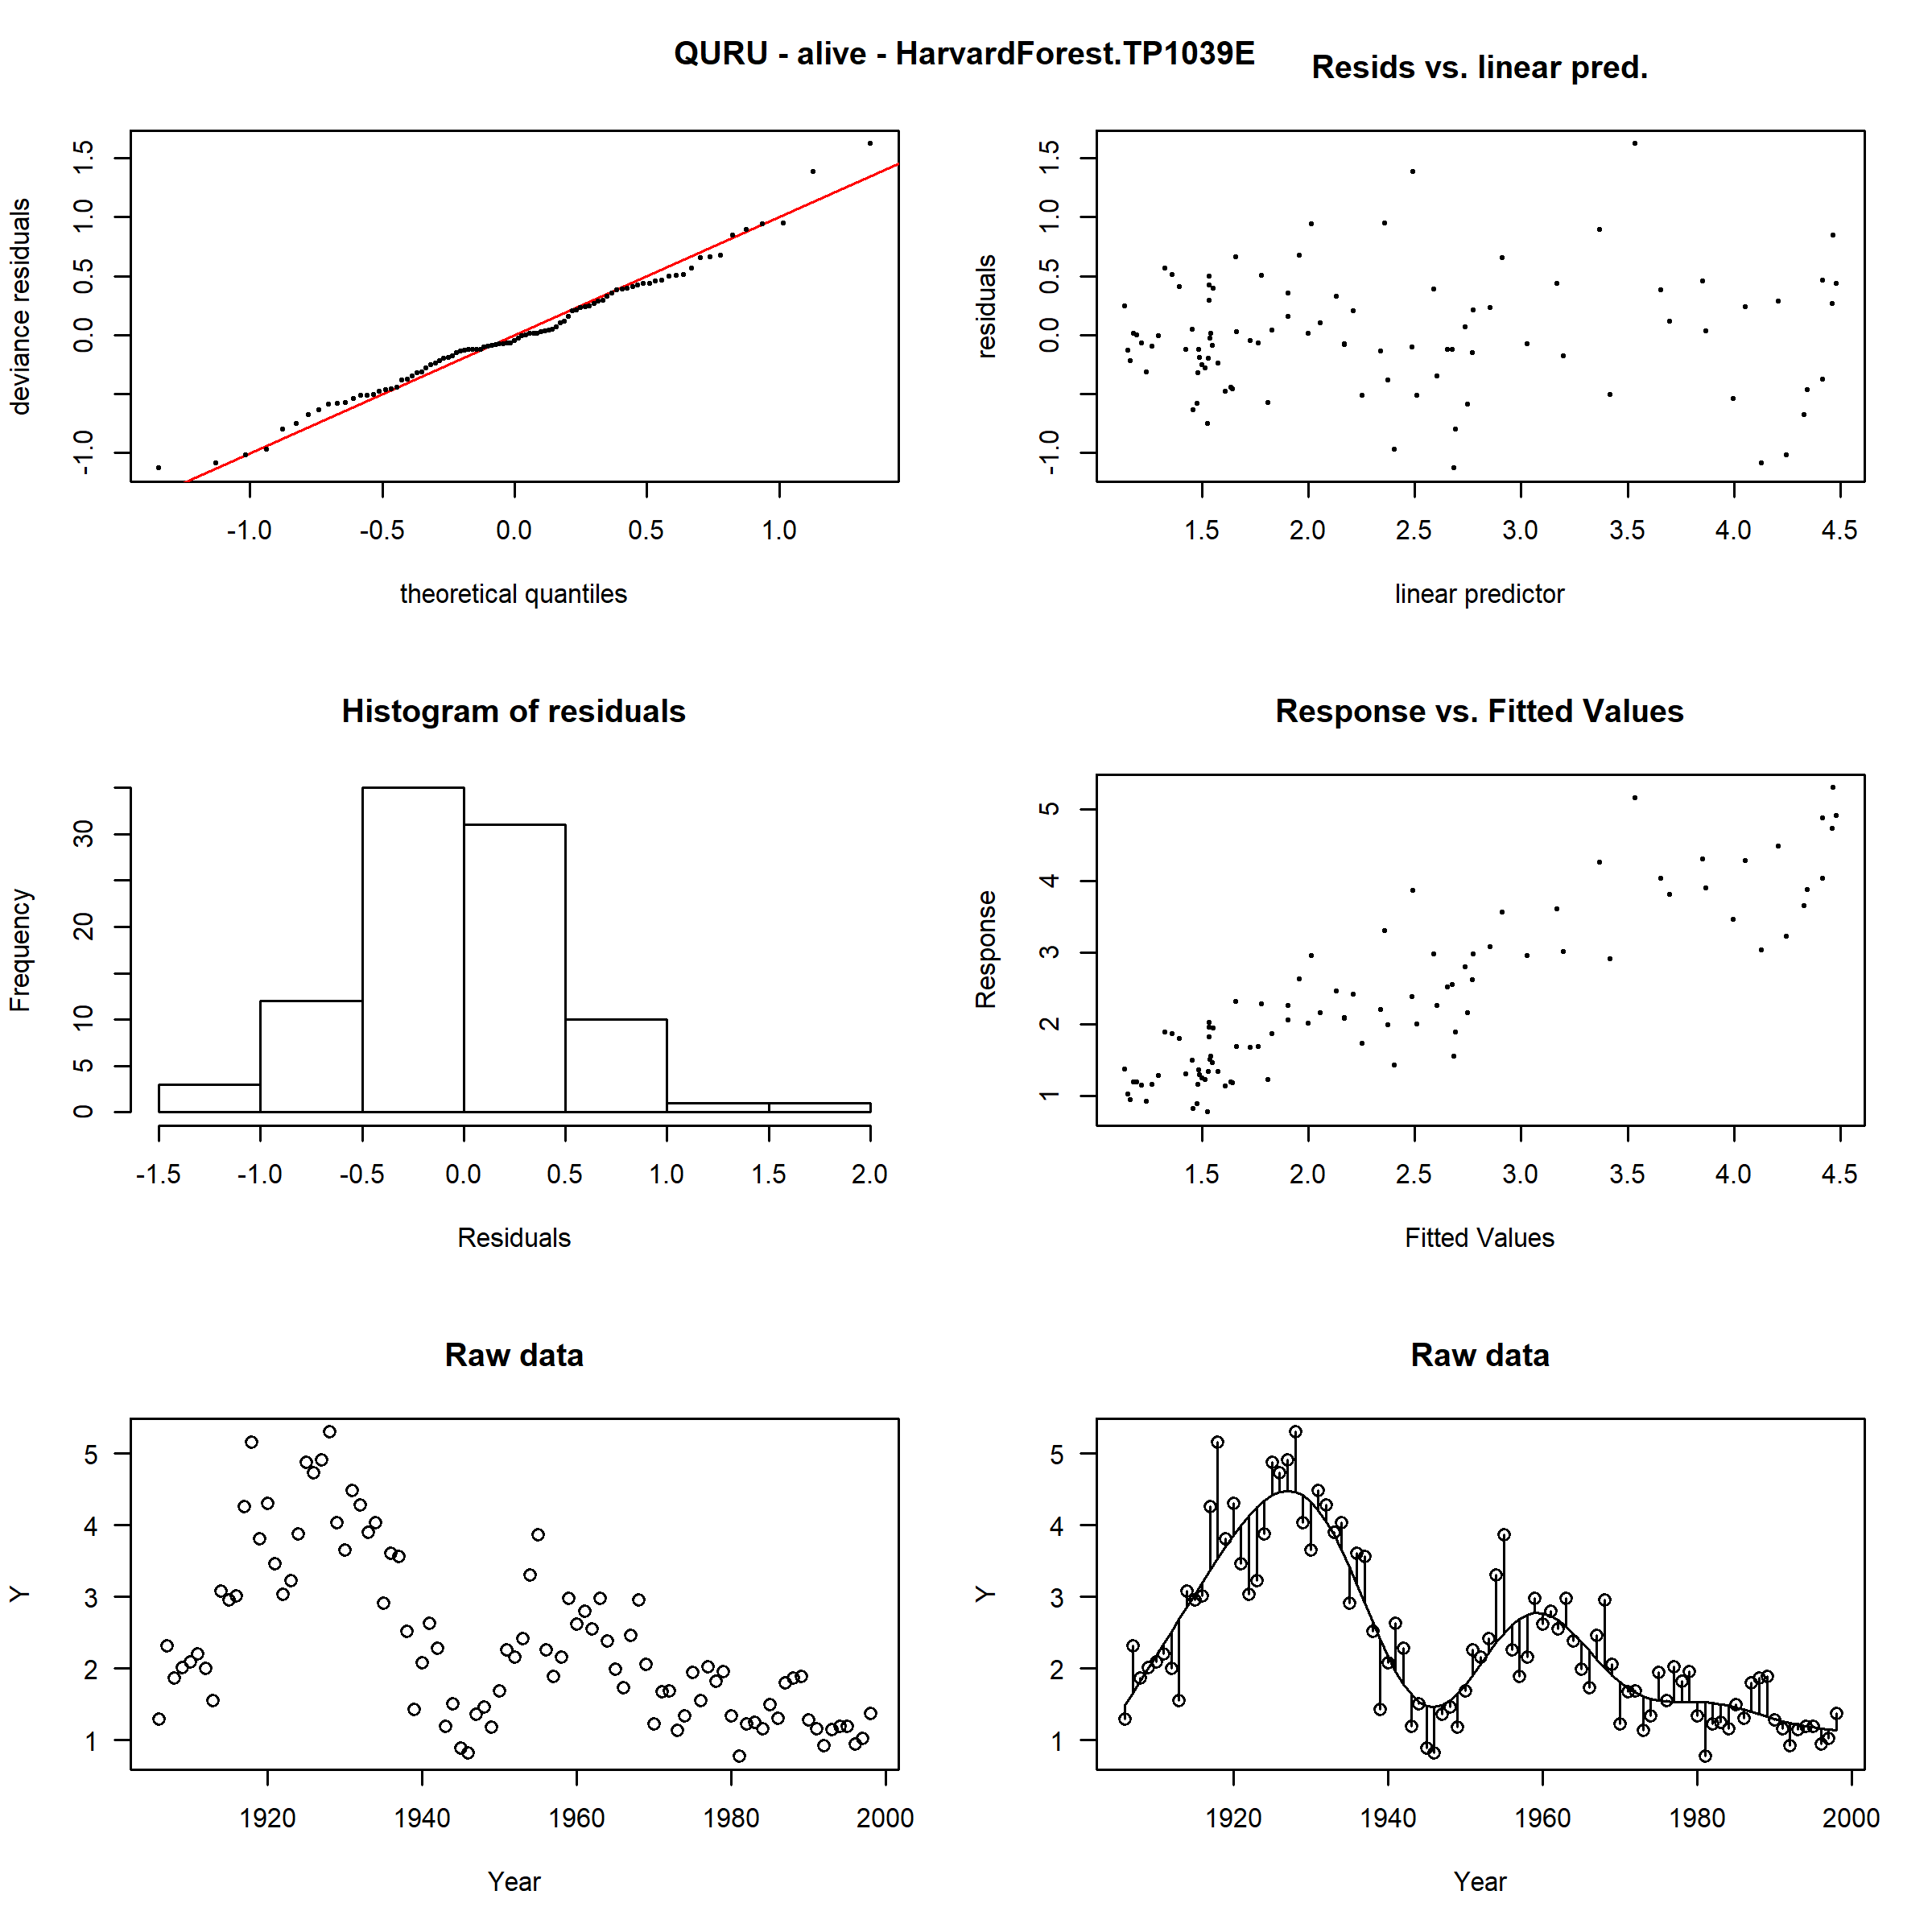 QURU - alive - HarvardForest.TP1039E
Resids vs. linear pred.
deviance residuals
-1.0 0.0 0.5 1.0 1.5
-1.0 -0.5 0.0 0.5 1.0
theoretical quantiles
residuals
-1.0 0.0 0.5 1.0 1.5
1.5 2.0 2.5 3.0 3.5 4.0 4.5
linear predictor
Histogram of residuals
Frequency
0 5 10 20 30
-1.5 -1.0 -0.5 0.0 0.5 1.0 1.5 2.0
Residuals
Response vs. Fitted Values
Response
1 2 3 4 5
1.5 2.0 2.5 3.0 3.5 4.0 4.5
Fitted Values
Raw data
Y
5
4
3
2
1
1920 1940 1960 1980 2000
Year
Raw data
Y
5
4
3
2
1
1920 1940 1960 1980 2000
Year